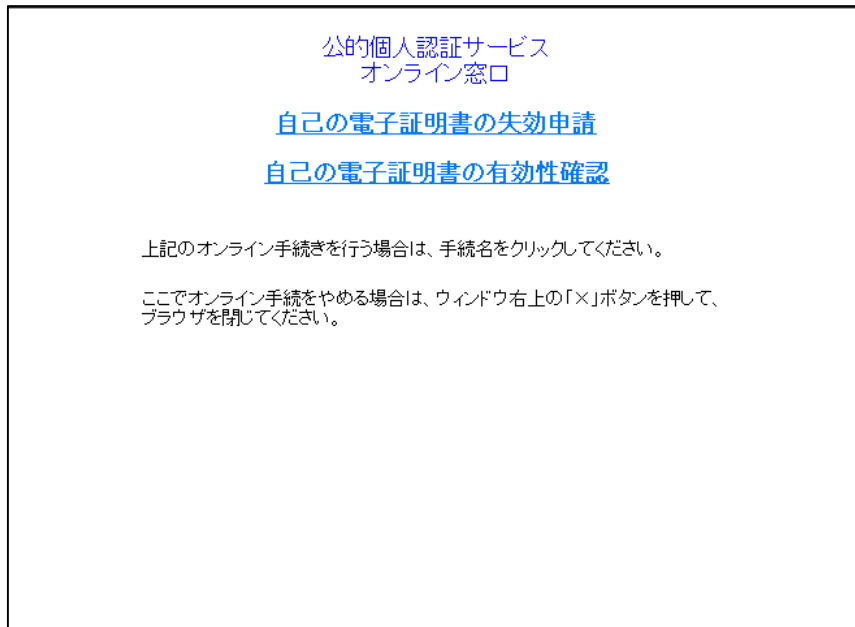 公的個人認証サービス
オンライン窓口
自己の電子証明書の失効申請
自己の電子証明書の有効性確認
上記のオンライン手続きを行う場合は、手続名をクリックしてください。
ここでオンライン手続をやめる場合は、ウィンドウ右上の「×」ボタンを押して、
ブラウザを閉じてください。